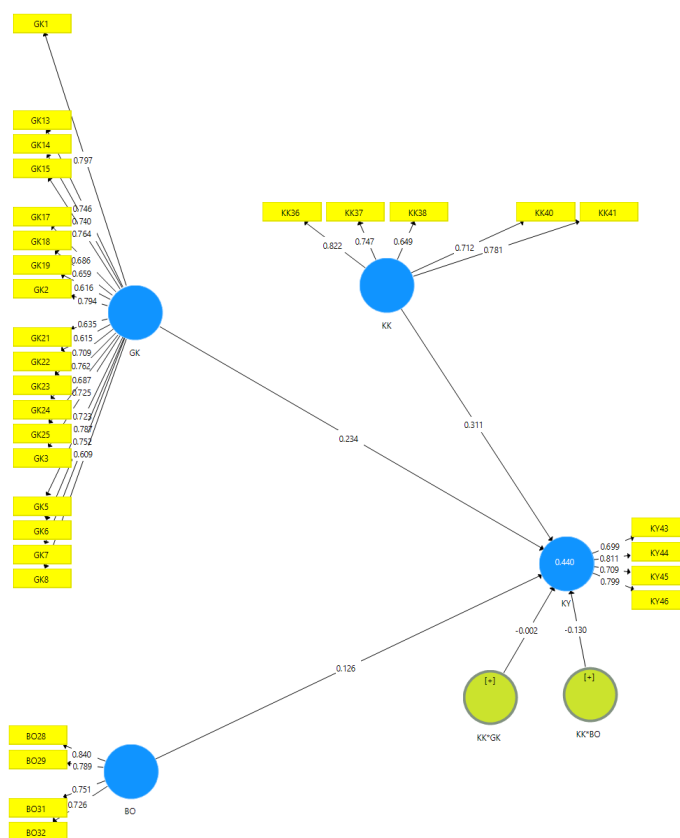 GK1
GK13
GK14
GK15
0.797
GK17
GK18
GK19
GK2
0.746
0.740
0.764
0.686
0.659
0.616
0.794
GK21
GK22
GK23
GK24
GK25
GK3
0.635
0.615
0.709
0.762
0.687
0.725
0.723
0.787
0.752
0.609
GK5
GK6
GK7
GK8
GK
KK36
KK37
KK38
KK40
KK41
0.822
0.747
0.649
0.712
0.781
KK
0.234
0.311
KY43
KY44
KY45
KY46
0.699
0.811
0.709
0.799
0.440
KY
-0.002
-0.130
0.126
[+]
[+]
KK*GK
KK*BO
BO28
BO29
BO31
BO32
0.840
0.789
0.751
0.726
BO